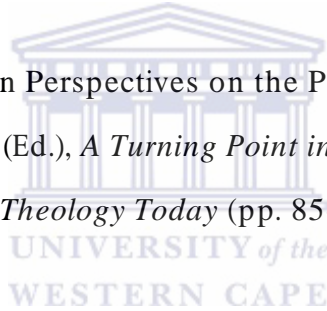 n Perspectives on the P
(Ed.), A Turning Point in
Theology Today (pp. 85
UNIVERSITY of the
WESTERN CAPE